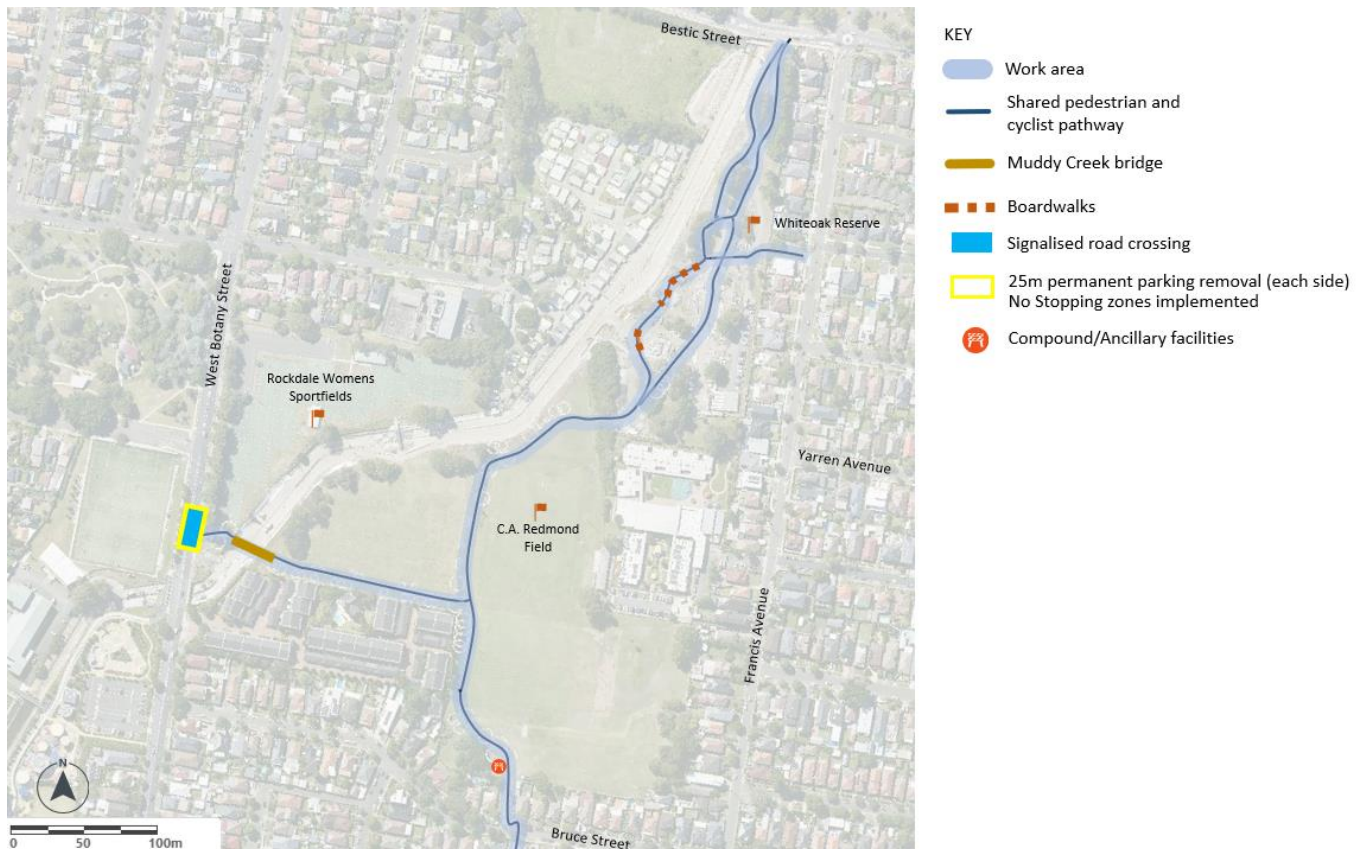 Bestic Street
Whiteoak Reserve
West Botany Street
Rockdale Womens
Sportfields
Yarren Avenue
C.A. Redmond
Field
Francis Avenue
Bruce Street
N
0 50 100m
KEY
Work area
Shared pedestrian and
cyclist pathway
Muddy Creek bridge
Boardwalks
Signalised road crossing
25m permanent parking removal (each side)
No Stopping zones implemented
Compound/Ancillary facilities